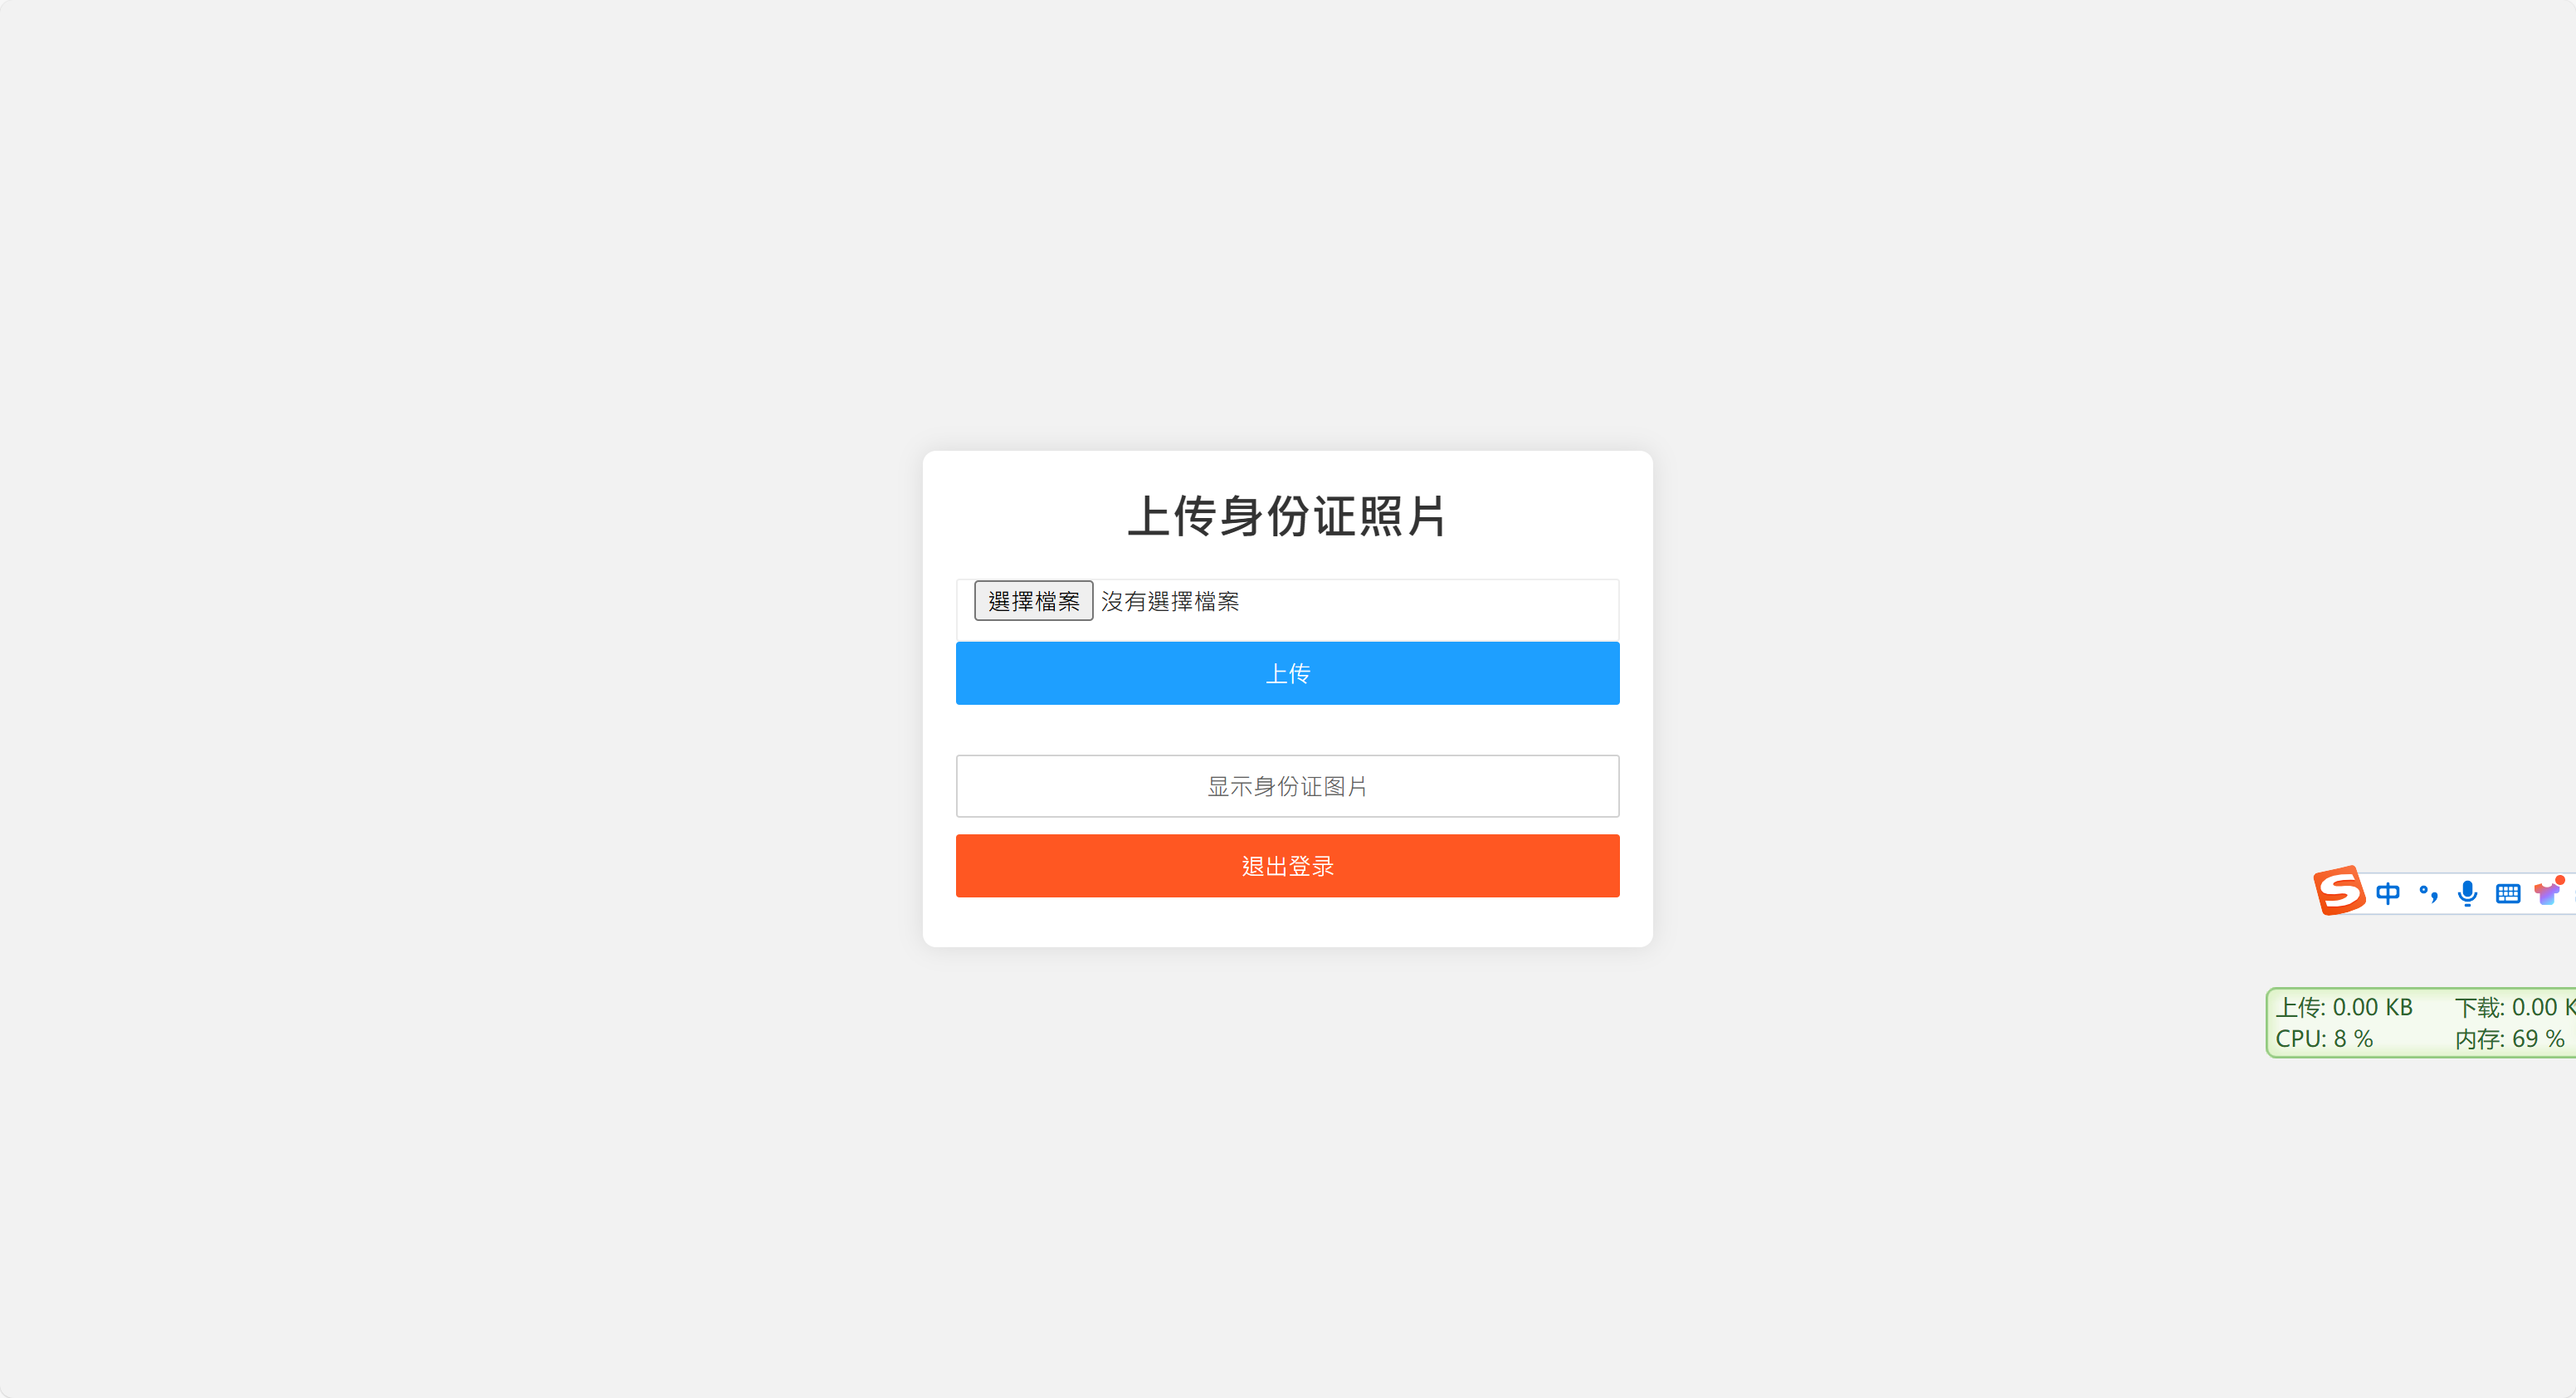 上传身份证照片
選擇檔案 沒有選擇檔案
上传
显示身份证图片
退出登录
中
上传: 0.00 KB 下载: 0.00 K
CPU: 8 % 内存: 69 %